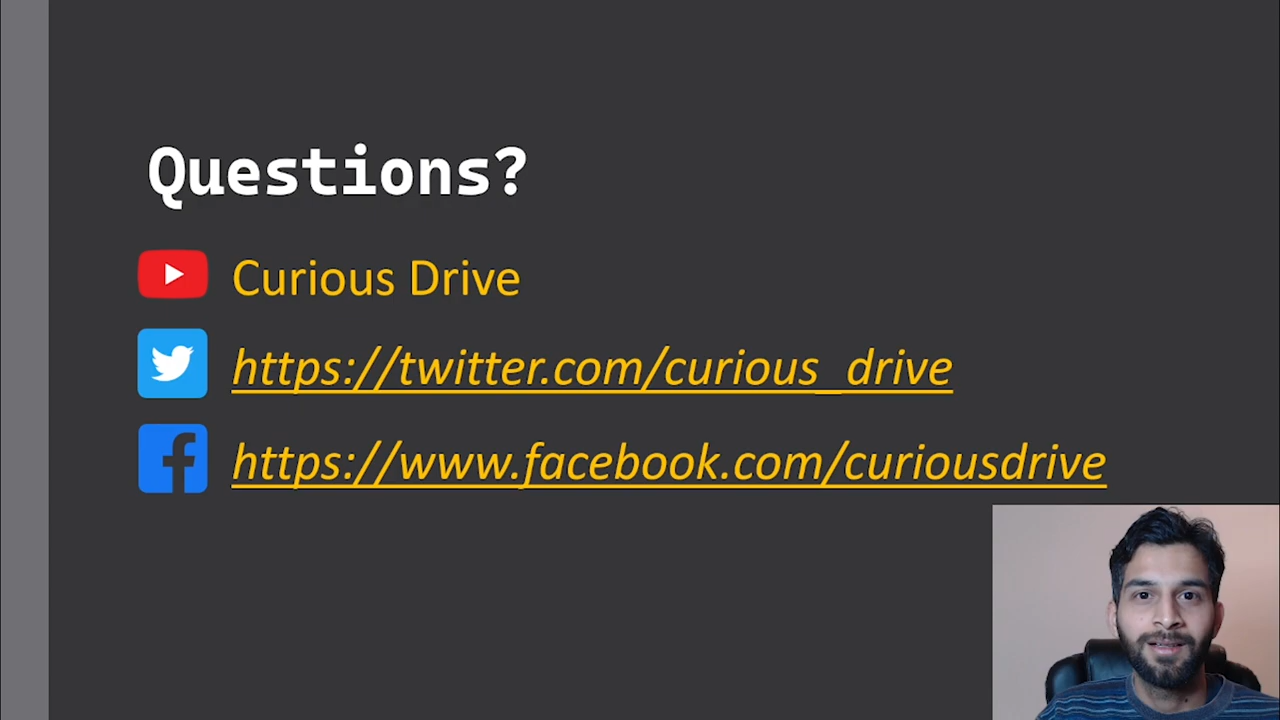 Questions?
Curious Drive
https://twitter.com/curious_drive
https://www.facebook.com/curiousdrive